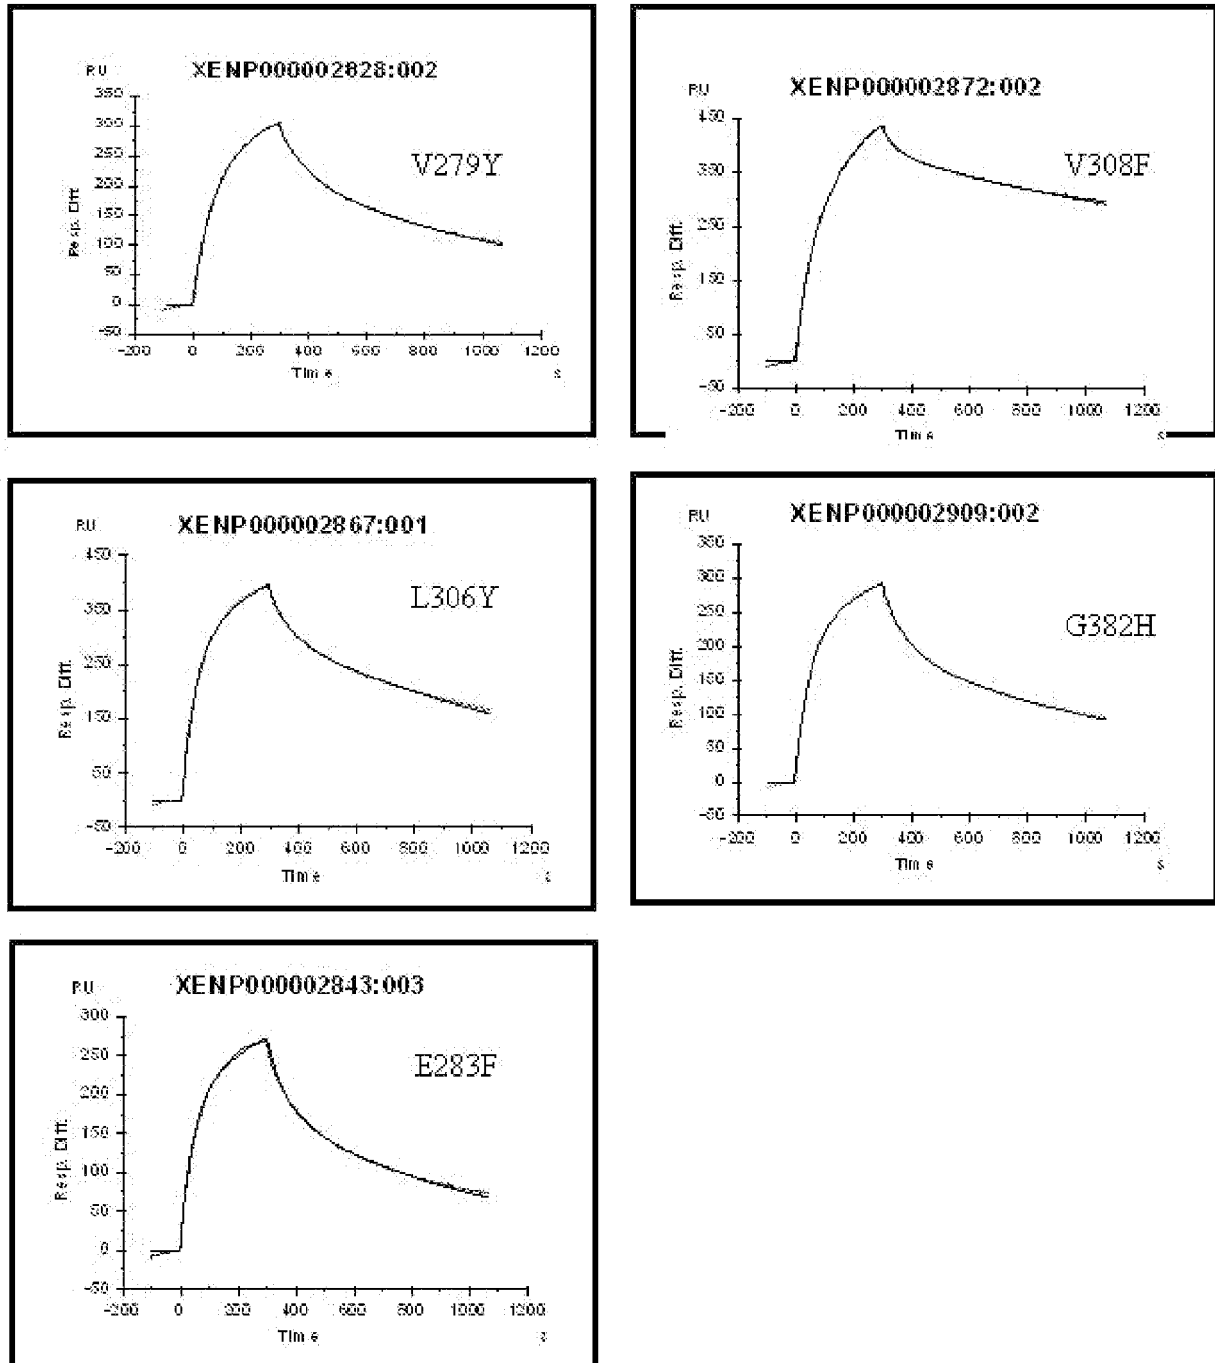 RU XENP000002828:002
V279Y
350
300
250
200
150
100
50
0
-50
Resp. Diff.
-200 0 200 400 600 800 1000 1200
Time s
RU XENP000002872:002
V308F
450
350
250
150
50
-50
Resp. Diff.
-200 0 200 400 600 800 1000 1200
Time s
RU XENP000002867:001
L306Y
450
350
250
150
50
-50
Resp. Diff.
-200 0 200 400 600 800 1000 1200
Time s
RU XENP000002909:002
G382H
350
300
250
200
150
100
50
0
-50
Resp. Diff.
-200 0 200 400 600 800 1000 1200
Time s
RU XENP000002843:003
E283F
300
250
200
150
100
50
0
-50
Resp. Diff.
-200 0 200 400 600 800 1000 1200
Time s